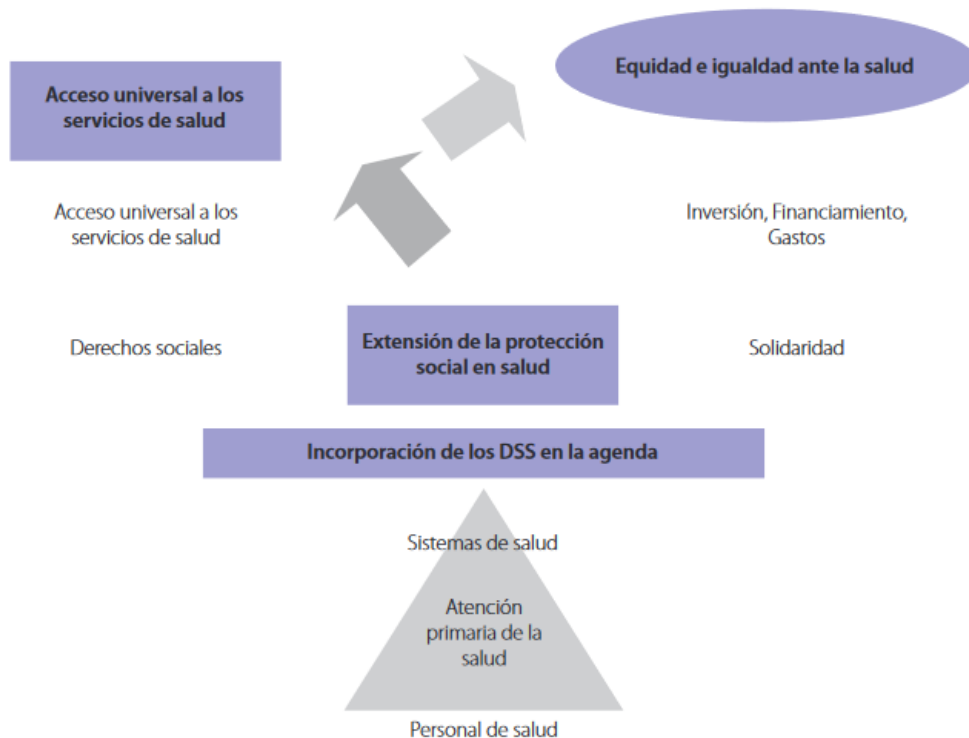 Acceso universal a los
servicios de salud
Equidad e igualdad ante la salud
Acceso universal a los
servicios de salud
Inversión, Financiamiento,
Gastos
Derechos sociales
Extensión de la protección
social en salud
Solidaridad
Incorporación de los DSS en la agenda
Sistemas de salud
Atención
primaria de la
salud
Personal de salud